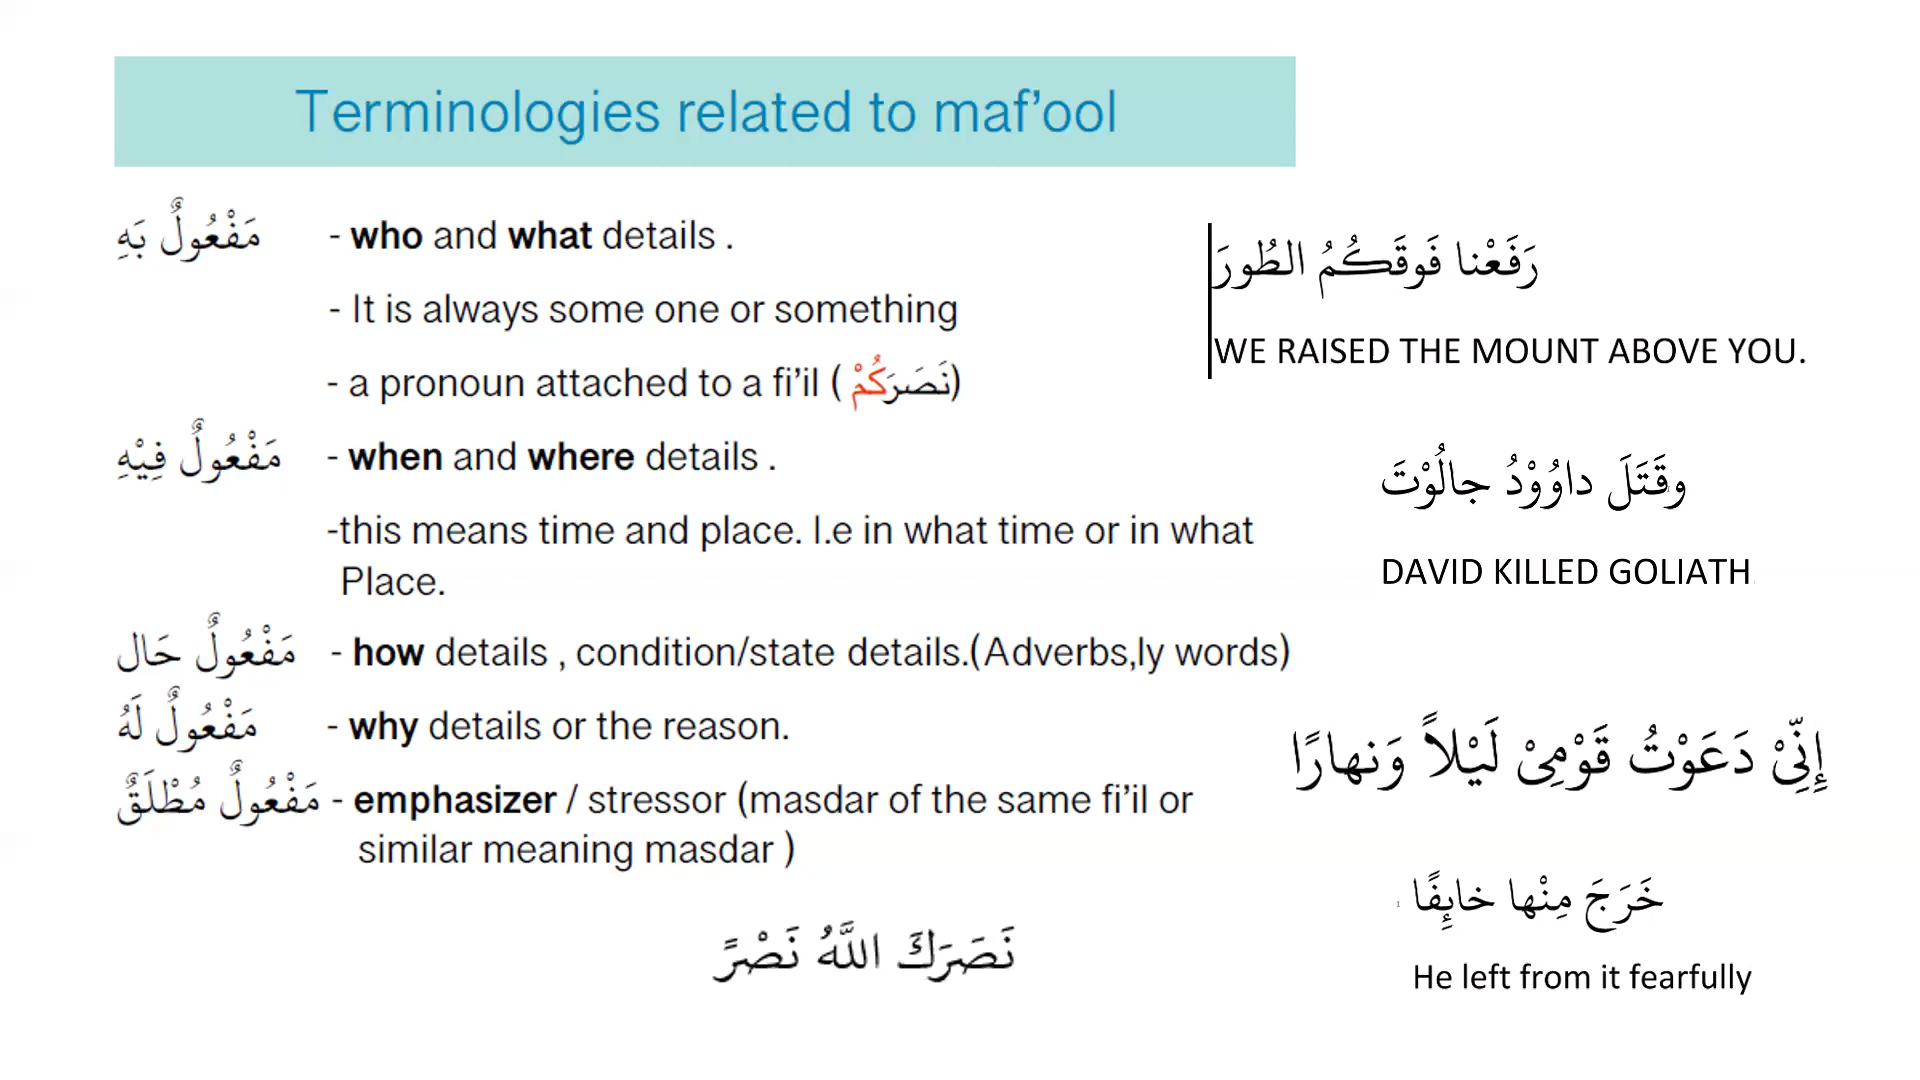 Terminologies related to maf’ool
مَفْعُولٌ بَهِ - who and what details .
- It is always some one or something
- a pronoun attached to a fi’il ( نَصَرَكُمْ)
مَفْعُولٌ فِيْهِ - when and where details .
-this means time and place. I.e in what time or in what
Place.
مَفْعُولٌ حَال - how details , condition/state details.(Adverbs,ly words)
مَفْعُولٌ لَهُ - why details or the reason.
مَفْعُولٌ مُطْلَقٌ - emphasizer / stressor (masdar of the same fi’il or
similar meaning masdar )
نَصَرَكَ اللَّهُ نَصْرً
رَفَعْنا فَوقَكُمُ الطُورَ
WE RAISED THE MOUNT ABOVE YOU.
وقَتَلَ داوُوْدُ جالُوْتَ
DAVID KILLED GOLIATH
إِنِّيْ دَعَوْتُ قَوْمِيْ لَيْلاً وَنهارًا
خَرَجَ مِنْها خائِفًا
He left from it fearfully